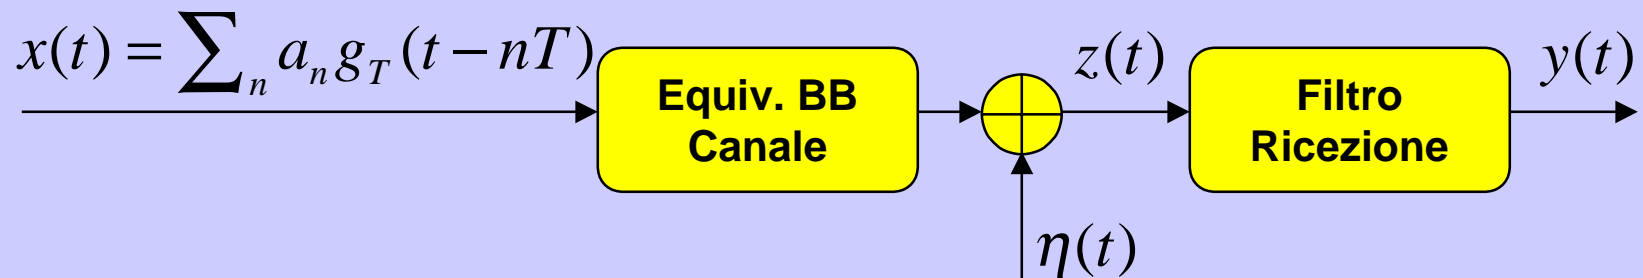 x(t) = ∑ₙ aₙ g_T (t − nT)
z(t)
y(t)
Equiv. BB
Canale
Filtro
Ricezione
η(t)